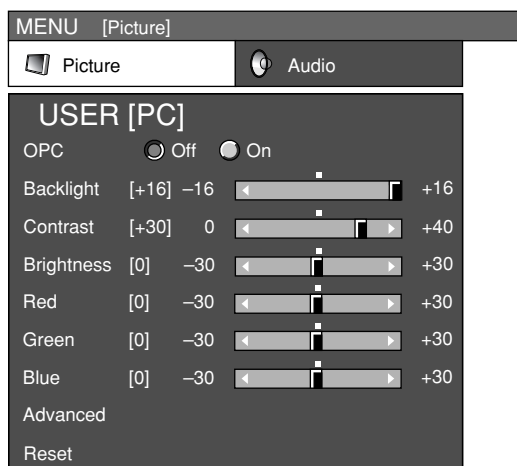 MENU [Picture]
Picture Audio
USER [PC]
OPC Off On
Backlight [+16] –16 +16
Contrast [+30] 0 +40
Brightness [0] –30 +30
Red [0] –30 +30
Green [0] –30 +30
Blue [0] –30 +30
Advanced
Reset